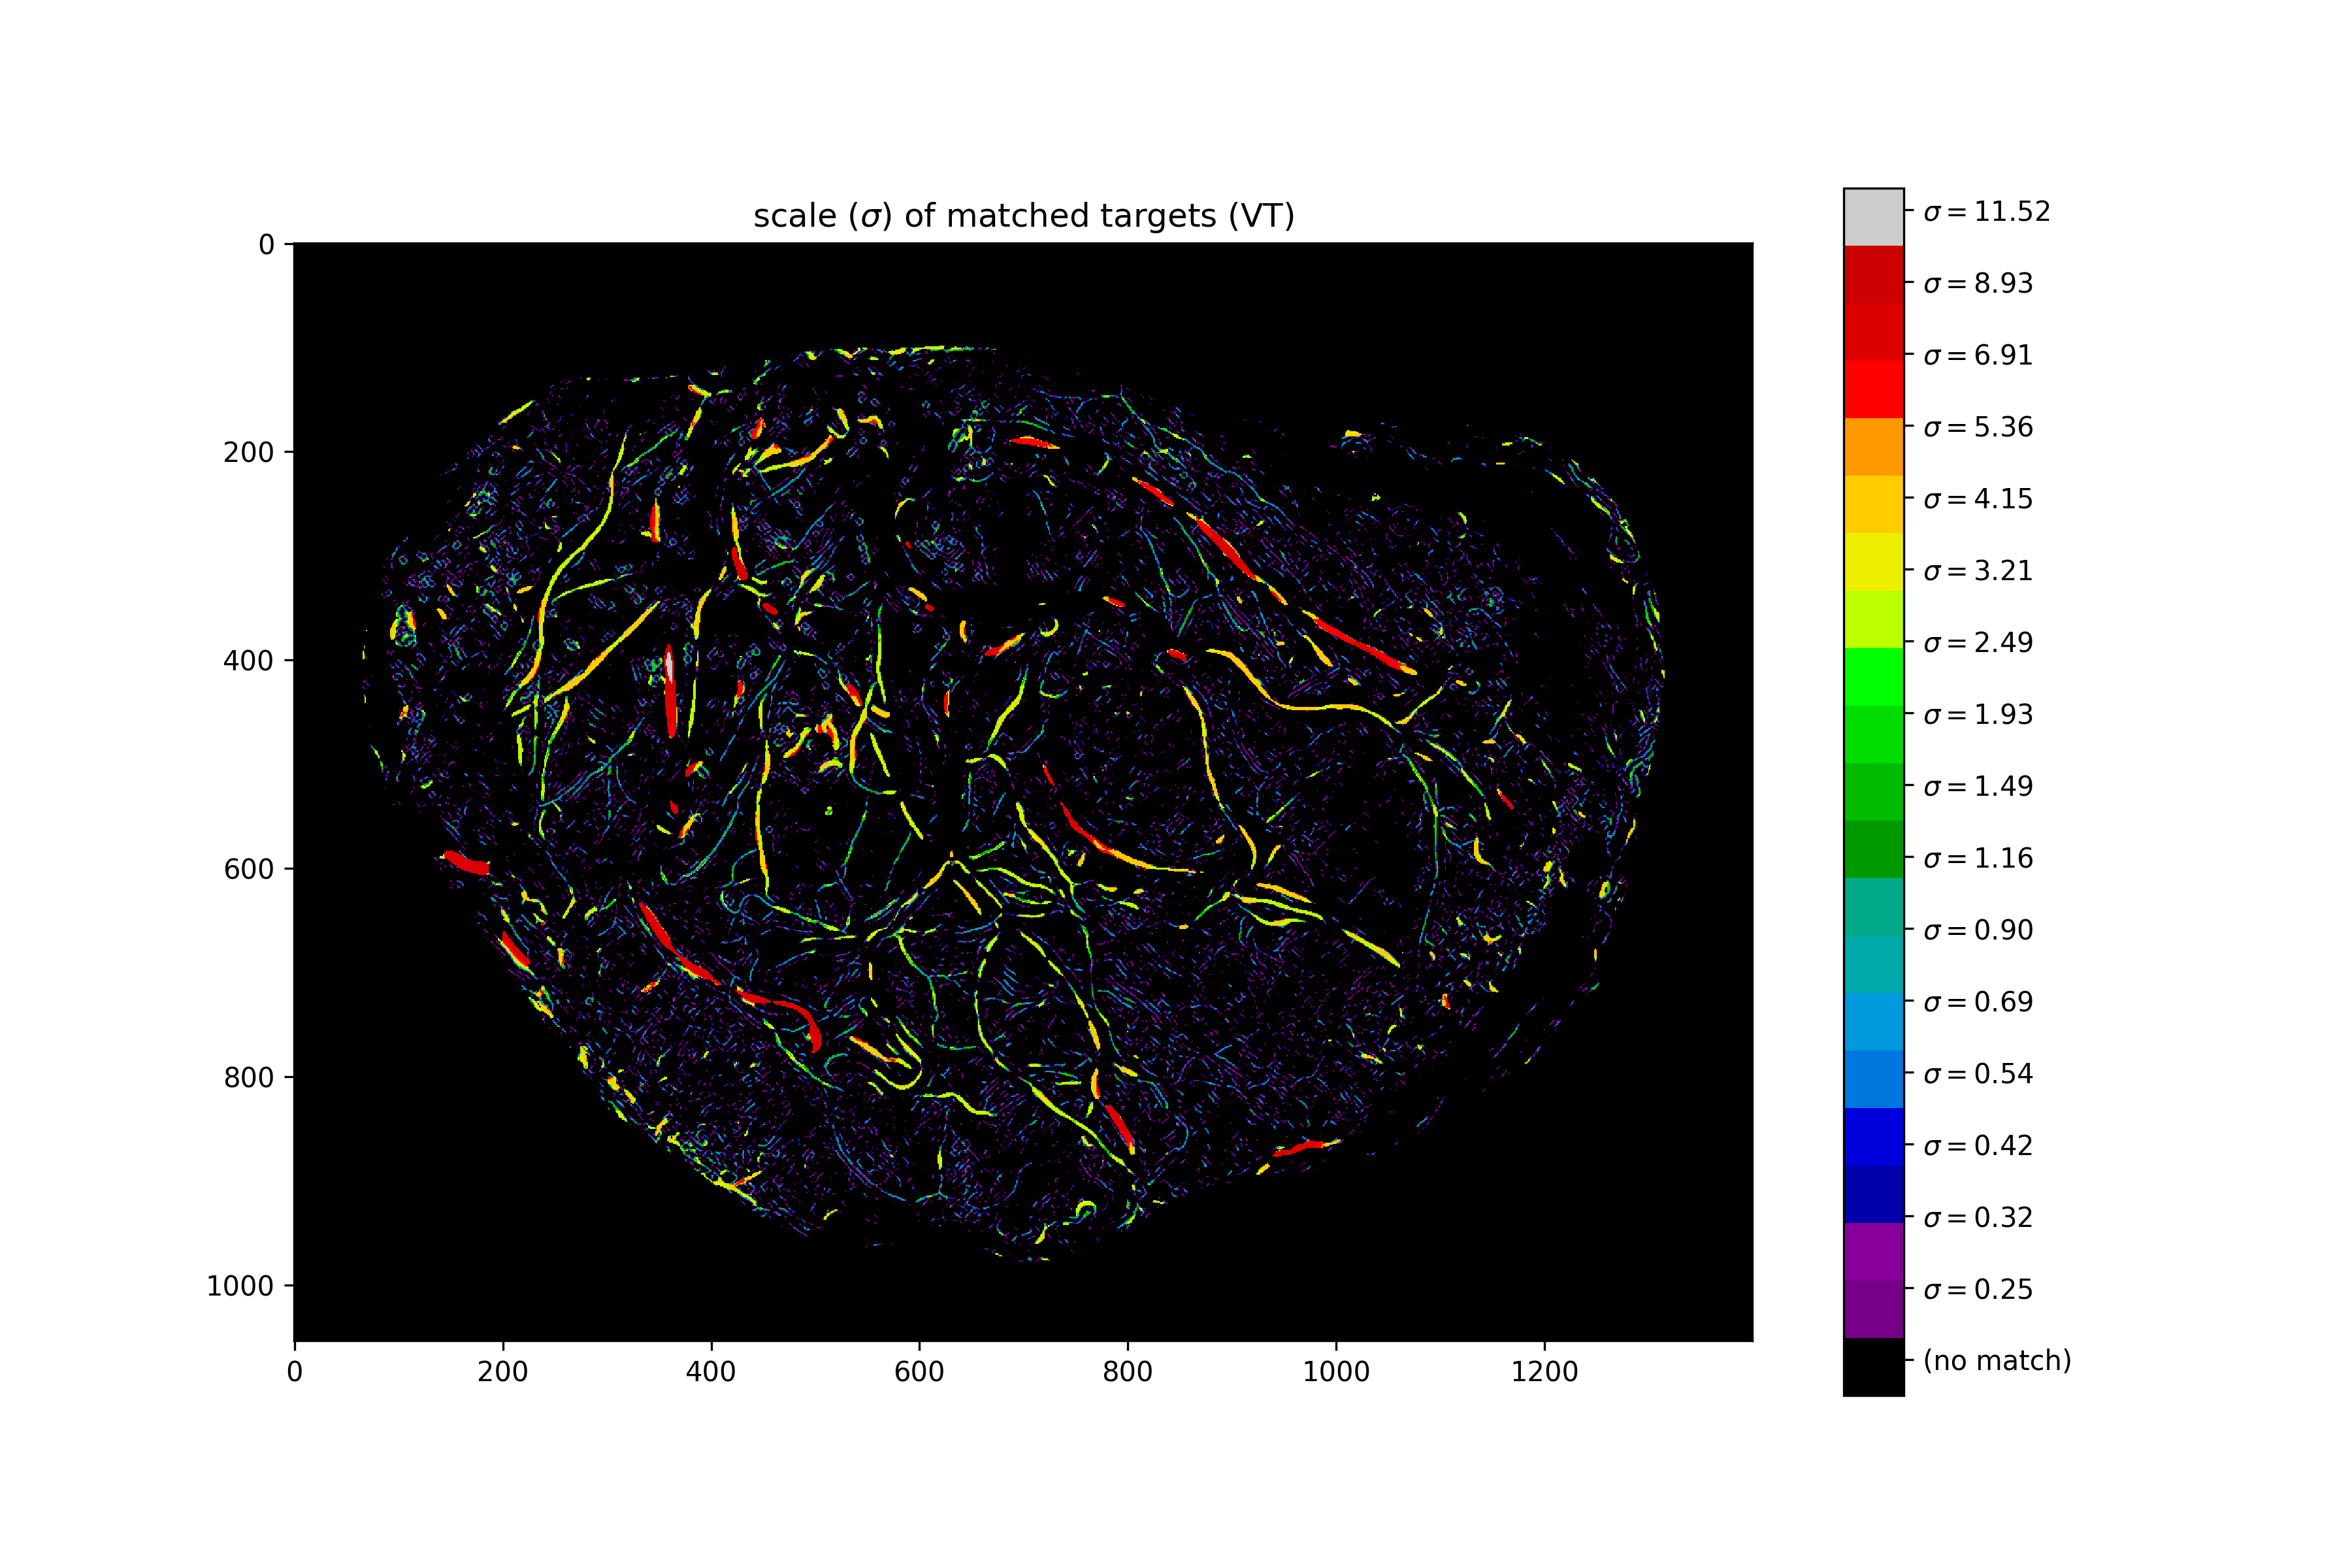 scale (σ) of matched targets (VT)
0
200
400
600
800
1000
0 200 400 600 800 1000 1200
σ = 11.52
σ = 8.93
σ = 6.91
σ = 5.36
σ = 4.15
σ = 3.21
σ = 2.49
σ = 1.93
σ = 1.49
σ = 1.16
σ = 0.90
σ = 0.69
σ = 0.54
σ = 0.42
σ = 0.32
σ = 0.25
(no match)